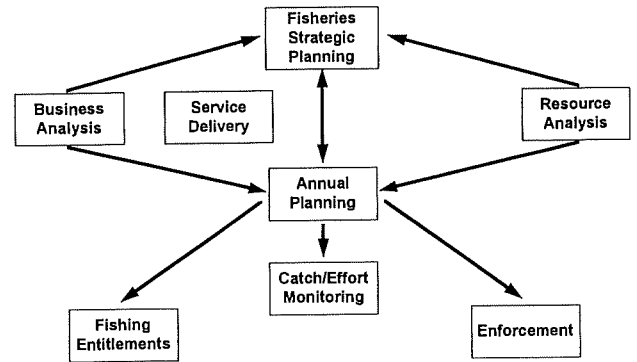 Fisheries
Strategic
Planning
Business
Analysis
Service
Delivery
Resource
Analysis
Annual
Planning
Catch/Effort
Monitoring
Fishing
Entitlements
Enforcement